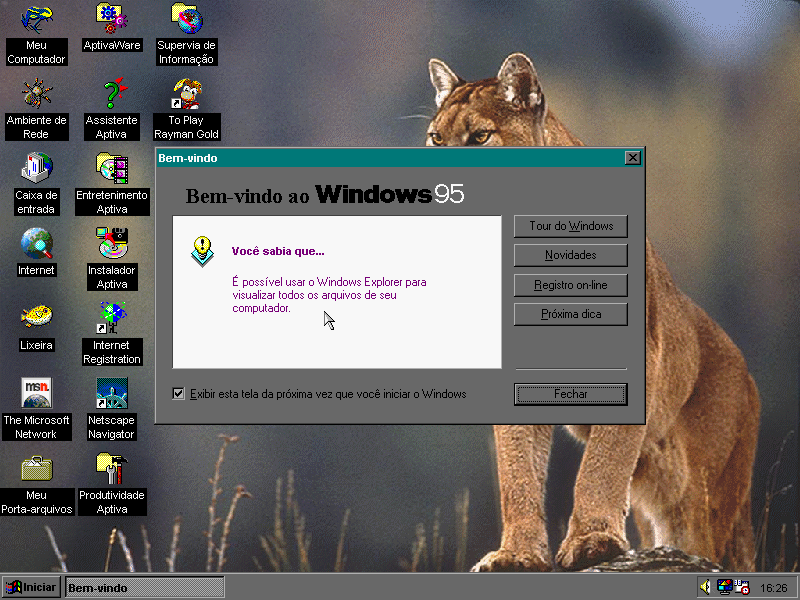 Meu
Computador
AptivaWare
Supervia de
Informação
Ambiente de
Rede
Assistente
Aptiva
To Play
Rayman Gold
Caixa de
entrada
Entretenimento
Aptiva
Internet
Instalador
Aptiva
Lixeira
Internet
Registration
msn.
The Microsoft
Network
Netscape
Navigator
Meu
Porta-arquivos
Produtividade
Aptiva
Bem-vindo
Bem-vindo ao Windows 95
Você sabia que...
É possível usar o Windows Explorer para
visualizar todos os arquivos de seu
computador.
Tour do Windows
Novidades
Registro on-line
Próxima dica
Exibir esta tela da próxima vez que você iniciar o Windows
Fechar
Iniciar
Bem-vindo
16:26